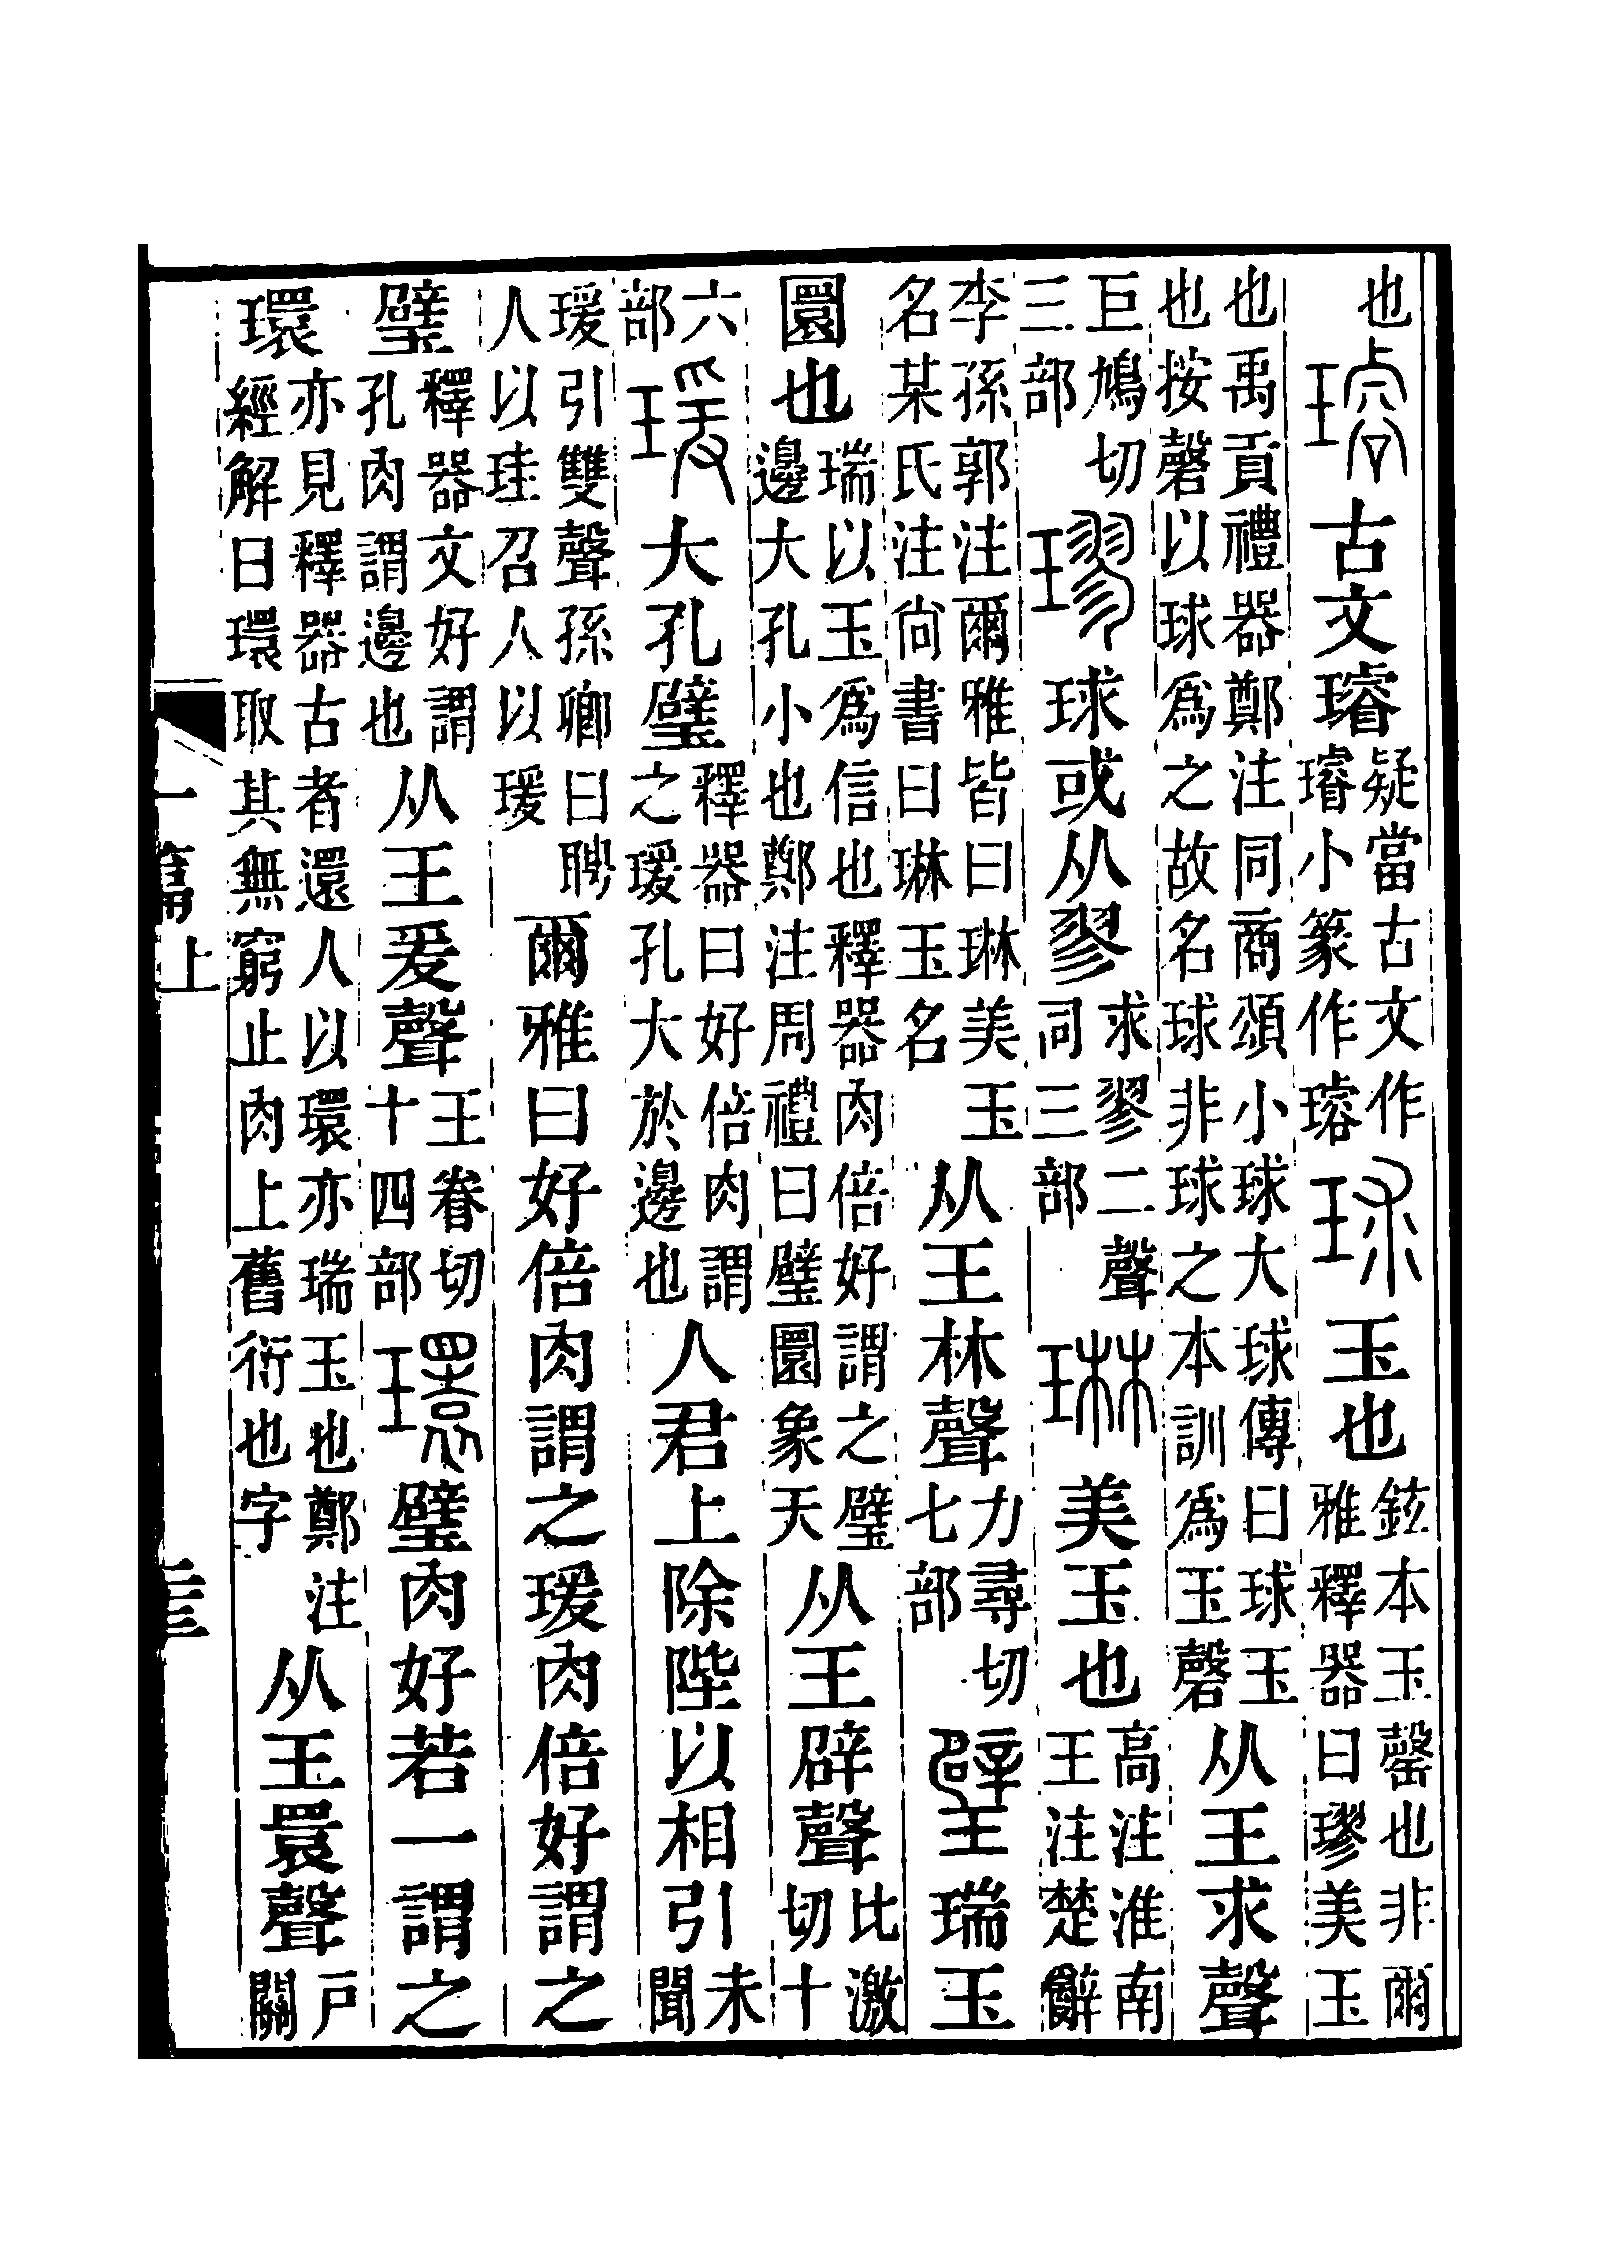 也璿古文璿疑當古文作璿小篆作璿球玉也鉉本玉磬也非爾雅釋器曰璆美玉
也禹貢禮器鄭注同商頌小球大球傳曰球玉也按磬以球爲之故名球非球之本訓爲玉磬从王求聲
巨鳩切三部璆球或从翏求翏二聲同三部琳美玉也高注淮南王注楚辭
李孫郭注爾雅皆曰琳美玉名某氏注尚書曰琳玉名从王林聲力尋切七部璧瑞玉
圜也瑞以玉爲信也釋器肉倍好謂之璧邊大孔小也鄭注周禮曰璧圜象天从王辟聲比激切十
六部瑗大孔璧釋器曰好倍肉謂之瑗孔大於邊也人君上除陛以相引未聞
瑗引雙聲孫卿曰聘人以珪召人以瑗爾雅曰好倍肉謂之瑗肉倍好謂之
璧釋器文好謂孔肉謂邊也从王爰聲王眷切十四部環璧肉好若一謂之
環亦見釋器古者還人以環亦瑞玉也鄭注經解曰環取其無窮止肉上舊衍也字从王睘聲戶關
一篇上